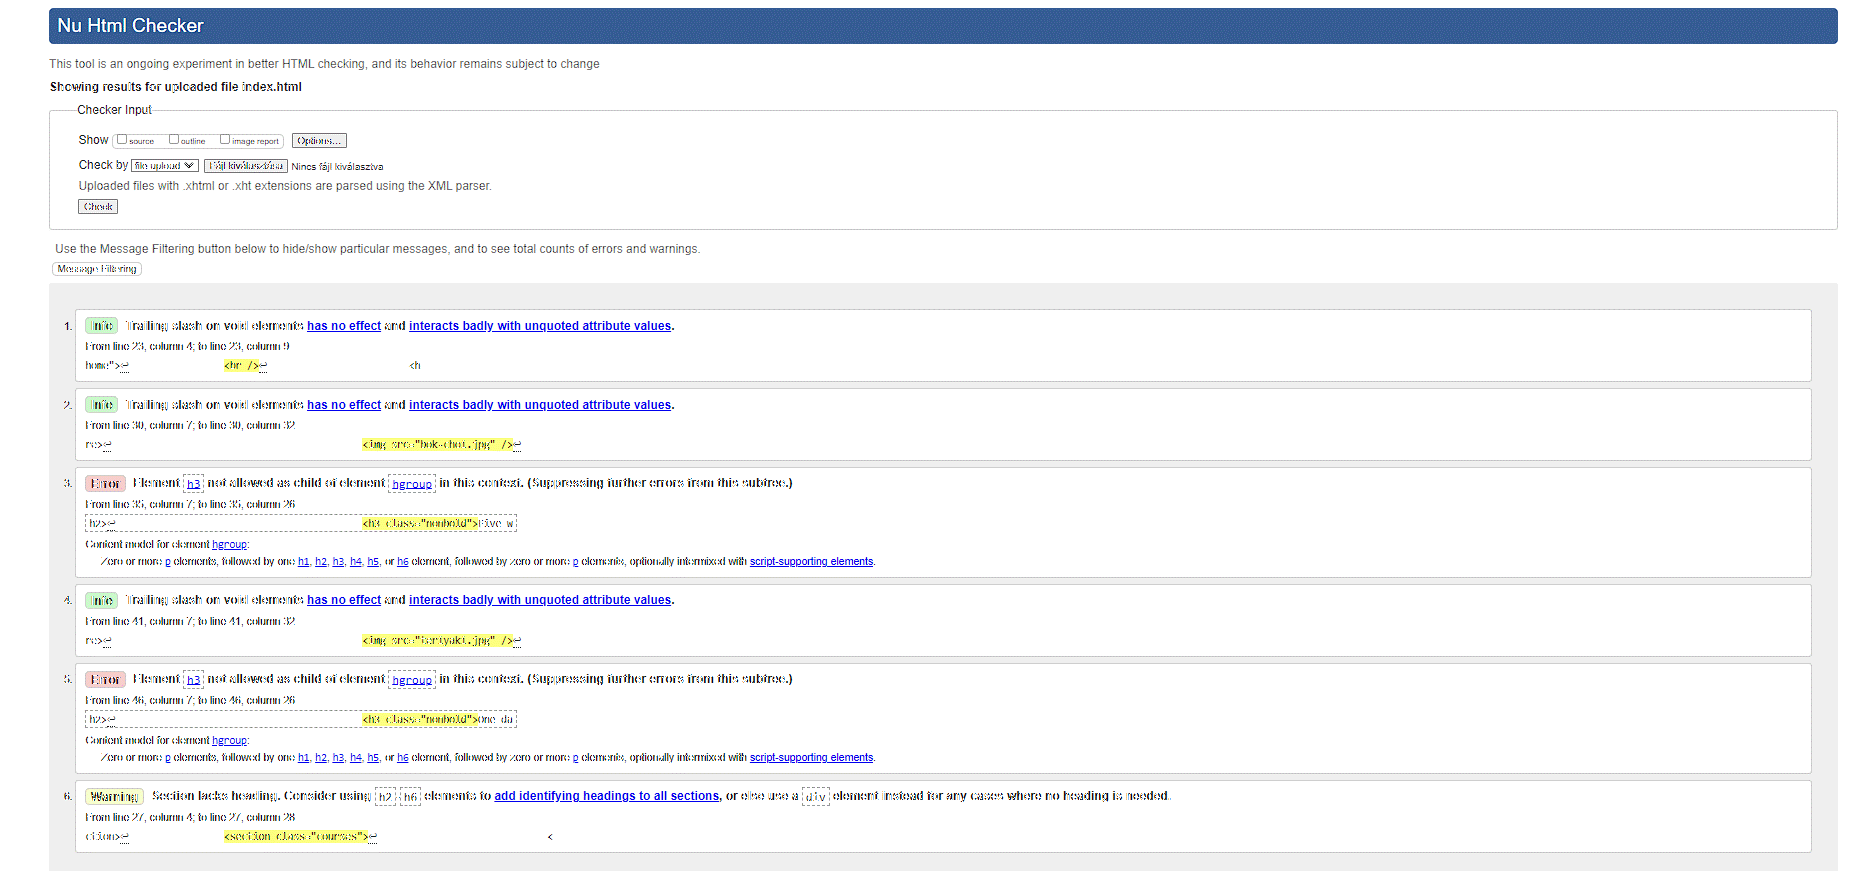 Nu Html Checker
This tool is an ongoing experiment in better HTML checking, and its behavior remains subject to change
Showing results for uploaded file index.html
Checker Input
Show source outline image report Options...
Check by file upload Fájl kiválasztása Nincs fájl kiválasztva
Uploaded files with .xhtml or .xht extensions are parsed using the XML parser.
Check
Use the Message Filtering button below to hide/show particular messages, and to see total counts of errors and warnings.
Message Filtering
1. Info Trailing slash on void elements has no effect and interacts badly with unquoted attribute values.
From line 23, column 4; to line 23, column 9
home">↩ <hr />↩ <h
2. Info Trailing slash on void elements has no effect and interacts badly with unquoted attribute values.
From line 30, column 7; to line 30, column 32
re>↩ <img src="bok-choi.jpg" />↩
3. Error Element h3 not allowed as child of element hgroup in this context. (Suppressing further errors from this subtree.)
From line 35, column 7; to line 35, column 26
h2>↩ <h3 class="nonbold">Five w
Content model for element hgroup:
Zero or more p elements, followed by one h1, h2, h3, h4, h5, or h6 element, followed by zero or more p elements, optionally intermixed with script-supporting elements.
4. Info Trailing slash on void elements has no effect and interacts badly with unquoted attribute values.
From line 41, column 7; to line 41, column 32
re>↩ <img src="teriyaki.jpg" />↩
5. Error Element h3 not allowed as child of element hgroup in this context. (Suppressing further errors from this subtree.)
From line 46, column 7; to line 46, column 26
h2>↩ <h3 class="nonbold">One da
Content model for element hgroup:
Zero or more p elements, followed by one h1, h2, h3, h4, h5, or h6 element, followed by zero or more p elements, optionally intermixed with script-supporting elements.
6. Warning Section lacks heading. Consider using h2-h6 elements to add identifying headings to all sections, or else use a div element instead for any cases where no heading is needed.
From line 27, column 4; to line 27, column 28
ction>↩ <section class="courses">↩ <